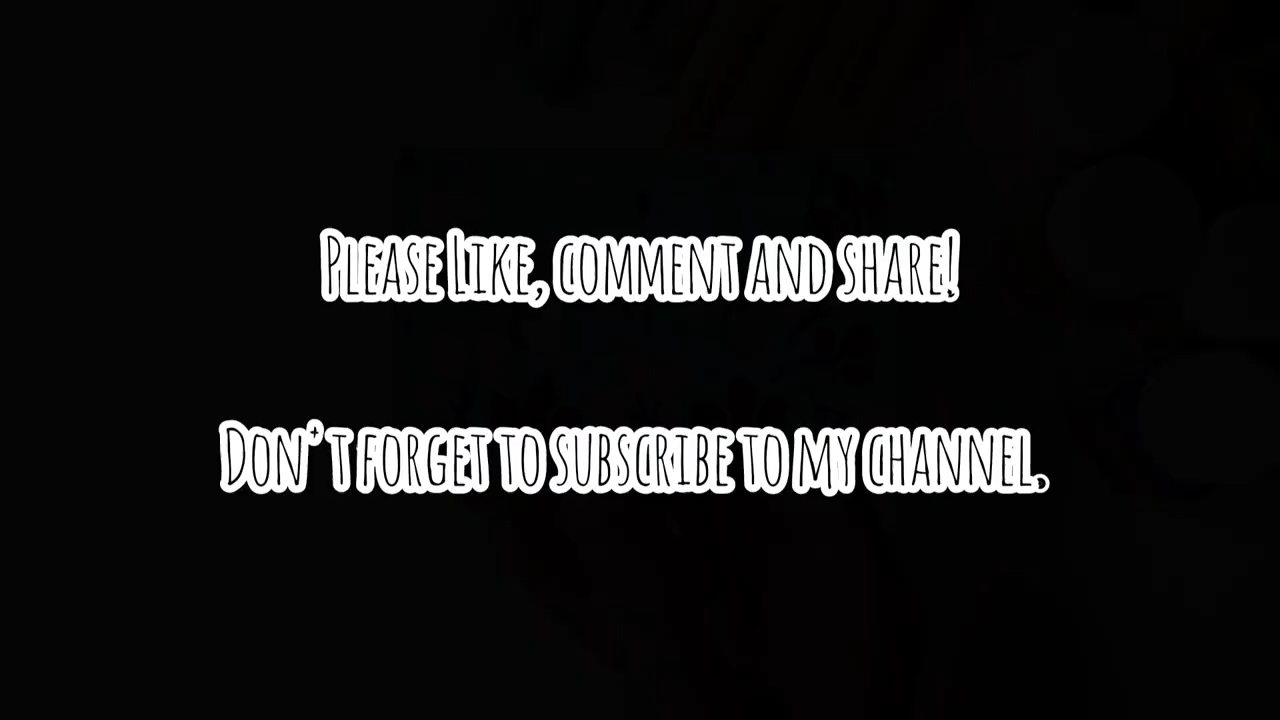 Please Like, comment and share!
Don't forget to subscribe to my channel.